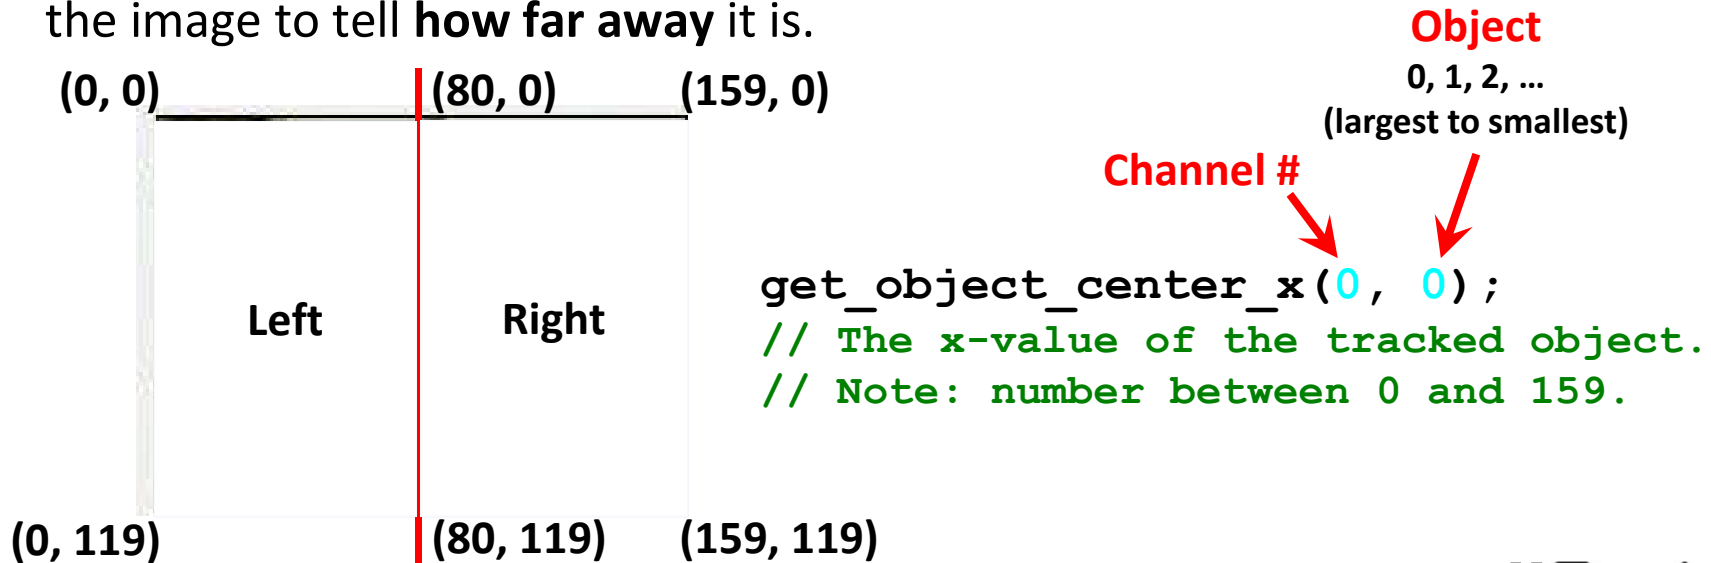 the image to tell how far away it is.
Object
0, 1, 2, ...
(largest to smallest)
(0, 0) (80, 0) (159, 0)
Channel #
Left Right
get_object_center_x(0, 0);
// The x-value of the tracked object.
// Note: number between 0 and 159.
(0, 119) (80, 119) (159, 119)